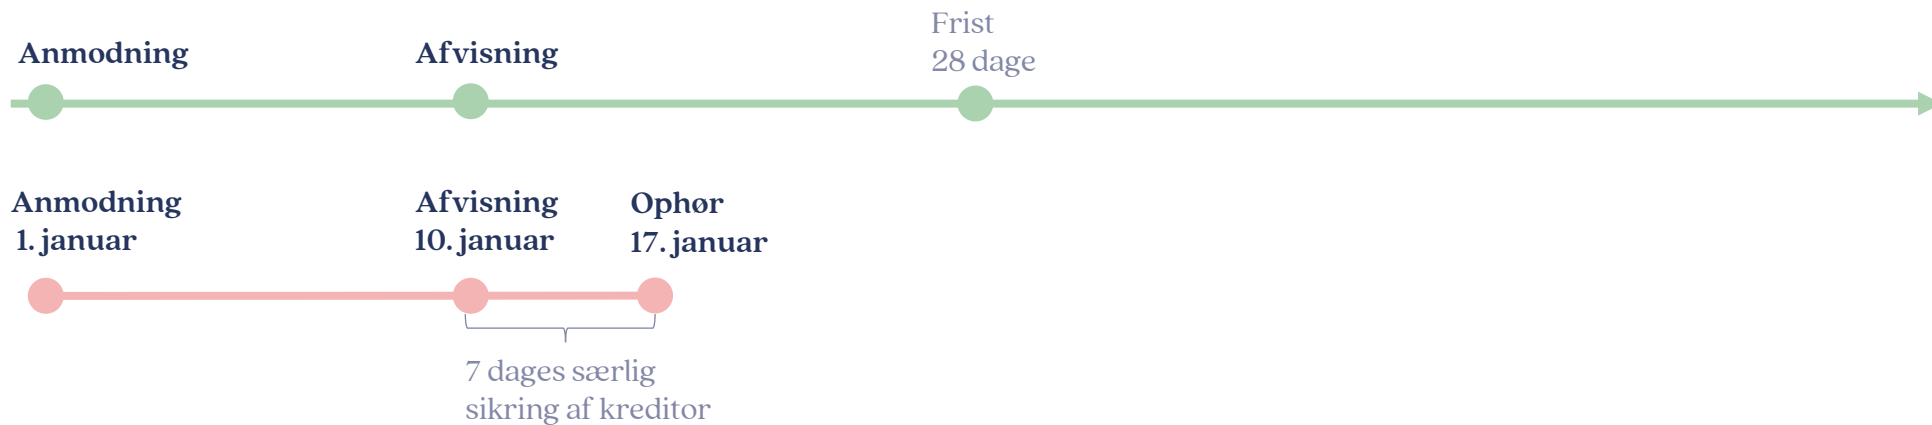 Anmodning
Afvisning
Frist
28 dage
Anmodning
1. januar
Afvisning
10. januar
Ophør
17. januar
7 dages særlig
sikring af kreditor